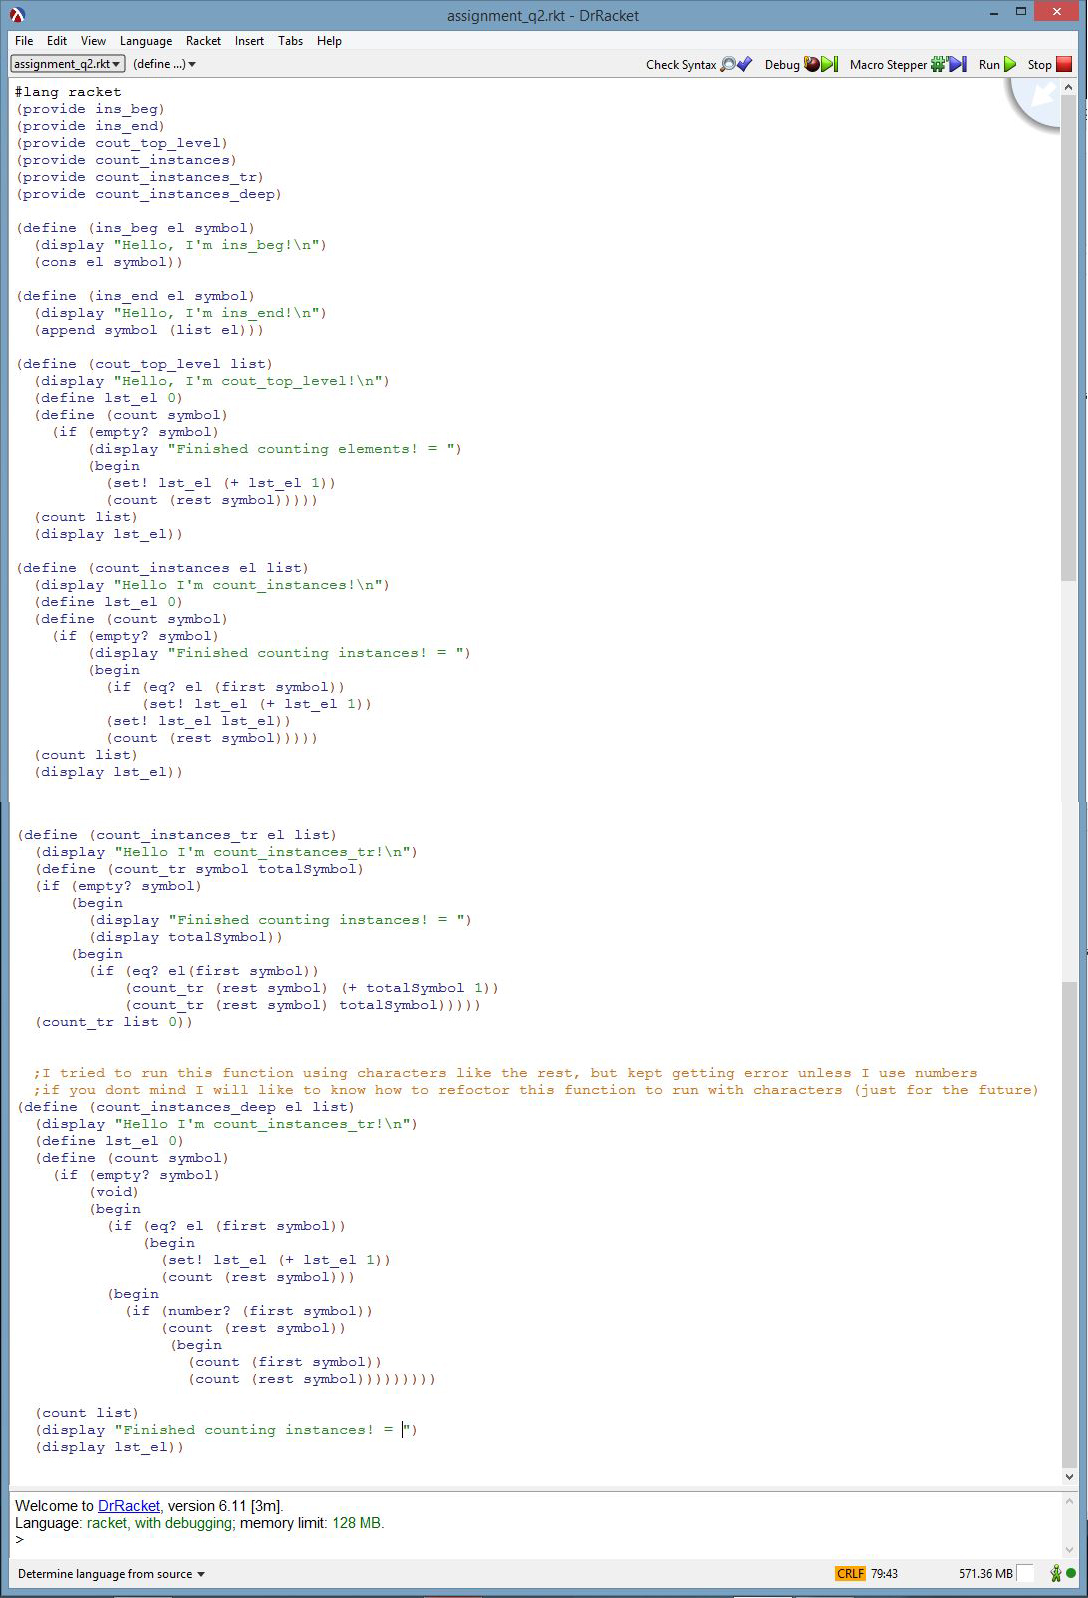 assignment_q2.rkt - DrRacket
File Edit View Language Racket Insert Tabs Help
assignment_q2.rkt▾ (define ...)▾ Check Syntax Debug Macro Stepper Run Stop
#lang racket
(provide ins_beg)
(provide ins_end)
(provide cout_top_level)
(provide count_instances)
(provide count_instances_tr)
(provide count_instances_deep)
(define (ins_beg el symbol)
(display "Hello, I'm ins_beg!\n")
(cons el symbol))
(define (ins_end el symbol)
(display "Hello, I'm ins_end!\n")
(append symbol (list el)))
(define (cout_top_level list)
(display "Hello, I'm cout_top_level!\n")
(define lst_el 0)
(define (count symbol)
(if (empty? symbol)
(display "Finished counting elements! = ")
(begin
(set! lst_el (+ lst_el 1))
(count (rest symbol)))))
(count list)
(display lst_el))
(define (count_instances el list)
(display "Hello I'm count_instances!\n")
(define lst_el 0)
(define (count symbol)
(if (empty? symbol)
(display "Finished counting instances! = ")
(begin
(if (eq? el (first symbol))
(set! lst_el (+ lst_el 1))
(set! lst_el lst_el))
(count (rest symbol)))))
(count list)
(display lst_el))
(define (count_instances_tr el list)
(display "Hello I'm count_instances_tr!\n")
(define (count_tr symbol totalSymbol)
(if (empty? symbol)
(begin
(display "Finished counting instances! = ")
(display totalSymbol))
(begin
(if (eq? el(first symbol))
(count_tr (rest symbol) (+ totalSymbol 1))
(count_tr (rest symbol) totalSymbol)))))
(count_tr list 0))
;I tried to run this function using characters like the rest, but kept getting error unless I use numbers
;if you dont mind I will like to know how to refoctor this function to run with characters (just for the future)
(define (count_instances_deep el list)
(display "Hello I'm count_instances_tr!\n")
(define lst_el 0)
(define (count symbol)
(if (empty? symbol)
(void)
(begin
(if (eq? el (first symbol))
(begin
(set! lst_el (+ lst_el 1))
(count (rest symbol)))
(begin
(if (number? (first symbol))
(count (rest symbol))
(begin
(count (first symbol))
(count (rest symbol)))))))))
(count list)
(display "Finished counting instances! = ")
(display lst_el))
Welcome to DrRacket, version 6.11 [3m].
Language: racket, with debugging; memory limit: 128 MB.
>
Determine language from source ▾ CRLF 79:43 571.36 MB